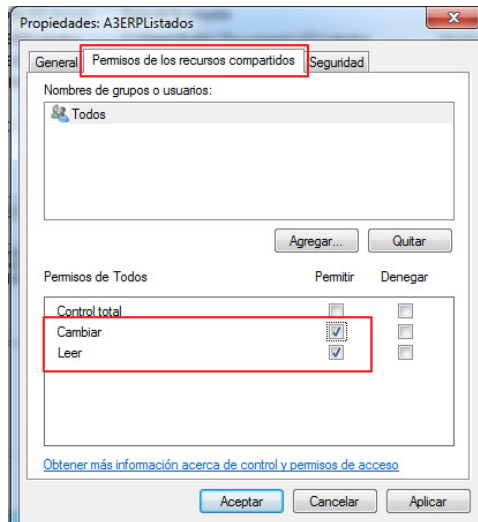 Propiedades: A3ERPListados
General Permisos de los recursos compartidos Seguridad
Nombres de grupos o usuarios:
Todos
Agregar... Quitar
Permisos de Todos Permitir Denegar
Control total
Cambiar
Leer
Obtener más información acerca de control y permisos de acceso
Aceptar Cancelar Aplicar